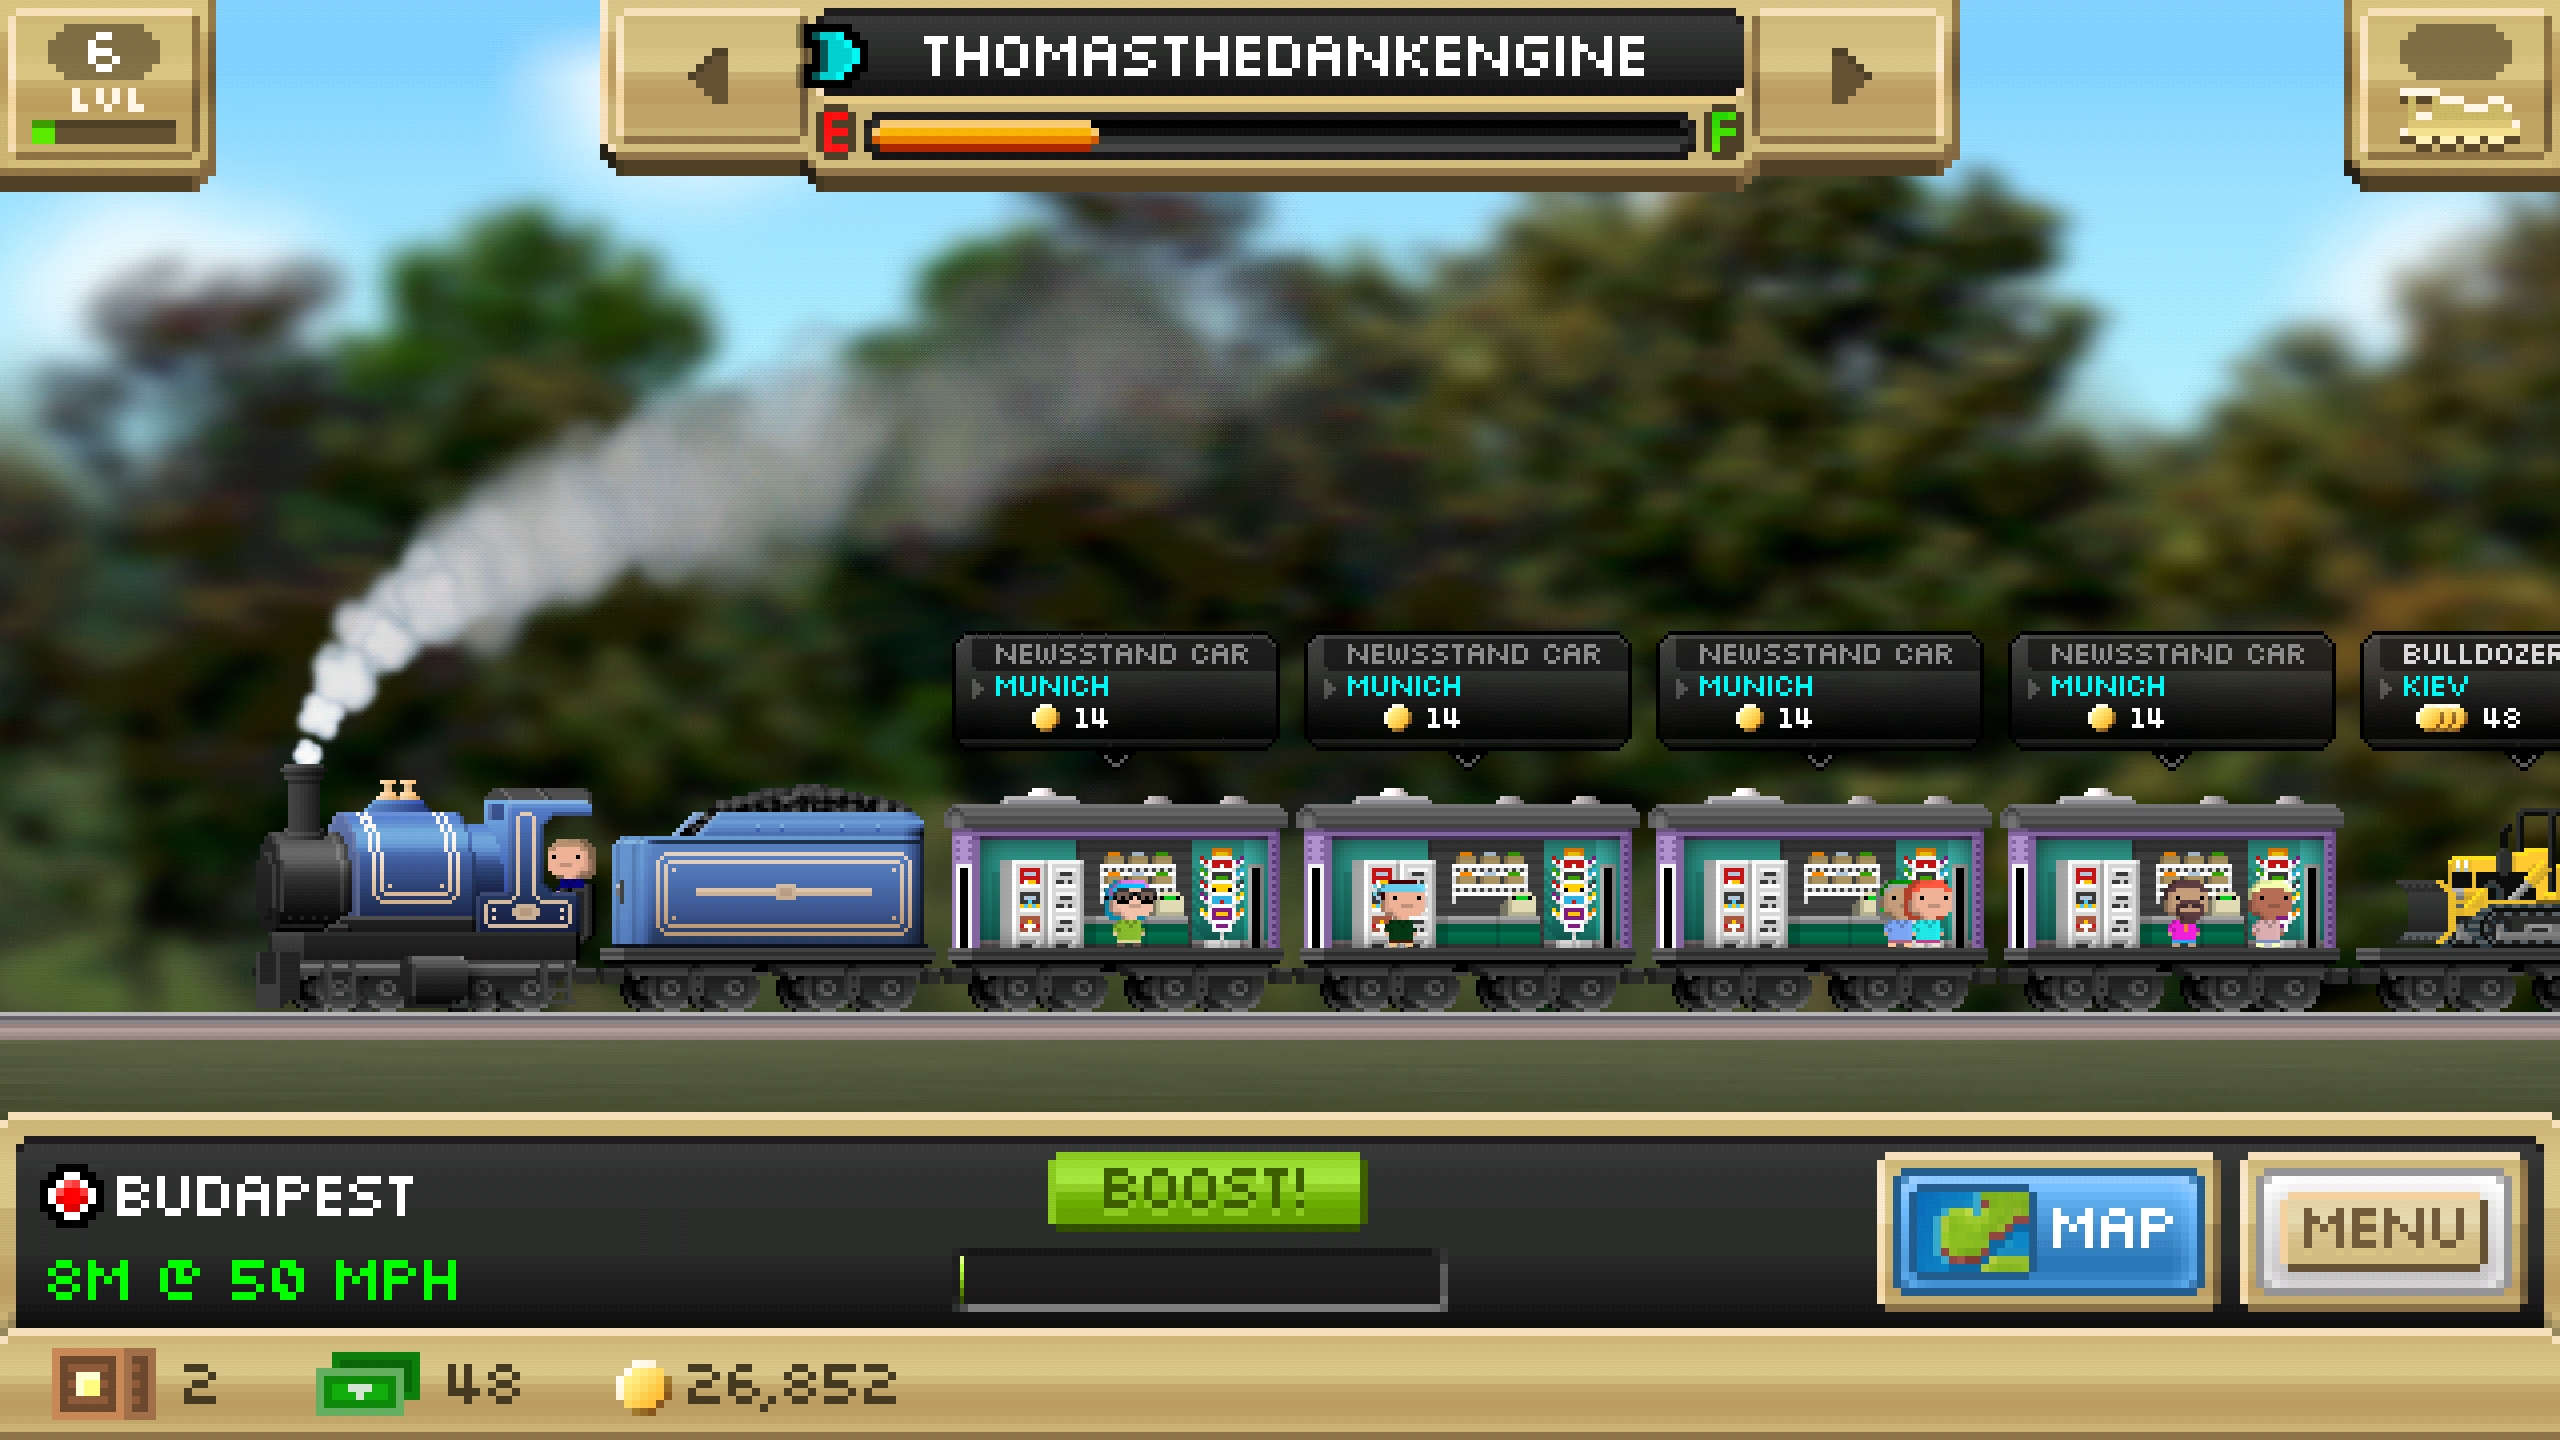 6
LVL
THOMASTHEDANKENGINE
E F
NEWSSTAND CAR
MUNICH
14
NEWSSTAND CAR
MUNICH
14
NEWSSTAND CAR
MUNICH
14
NEWSSTAND CAR
MUNICH
14
BULLDOZER
KIEV
48
BUDAPEST
8M @ 50 MPH
BOOST!
MAP
MENU
2
48
26,852